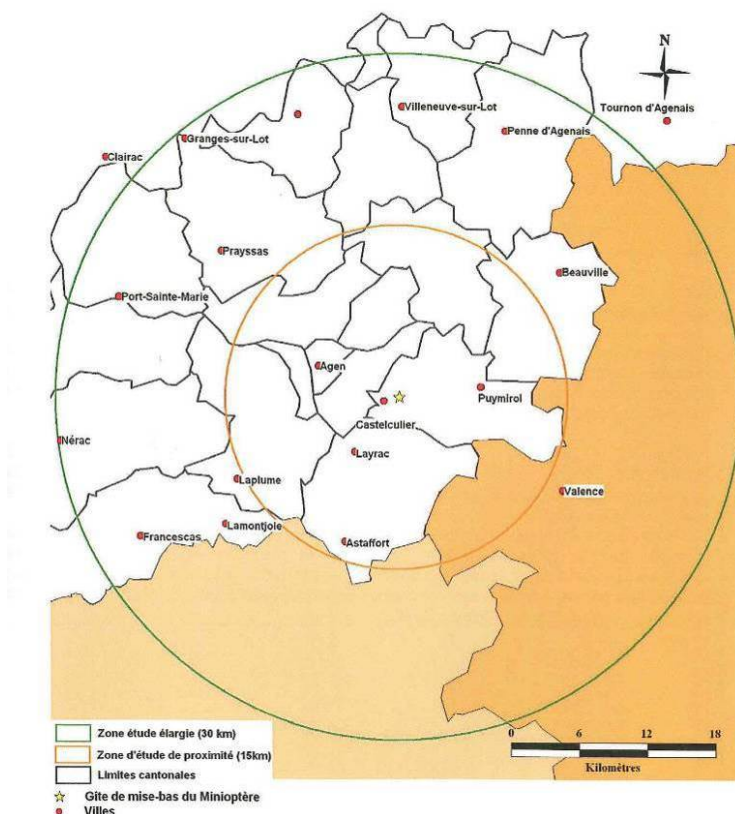 N
Villeneuve-sur-Lot
Tournon d'Agenais
Penne d'Agenais
Granges-sur-Lot
Clairac
Prayssas
Beauville
Port-Sainte-Marie
Agen
Puymirol
Castelculier
Nérac
Layrac
Laplume
Valence
Lamontjoie
Francescas
Astaffort
Zone étude élargie (30 km)
Zone d'étude de proximité (15km)
Limites cantonales
Gîte de mise-bas du Minioptère
Villes
0 6 12 18
Kilomètres